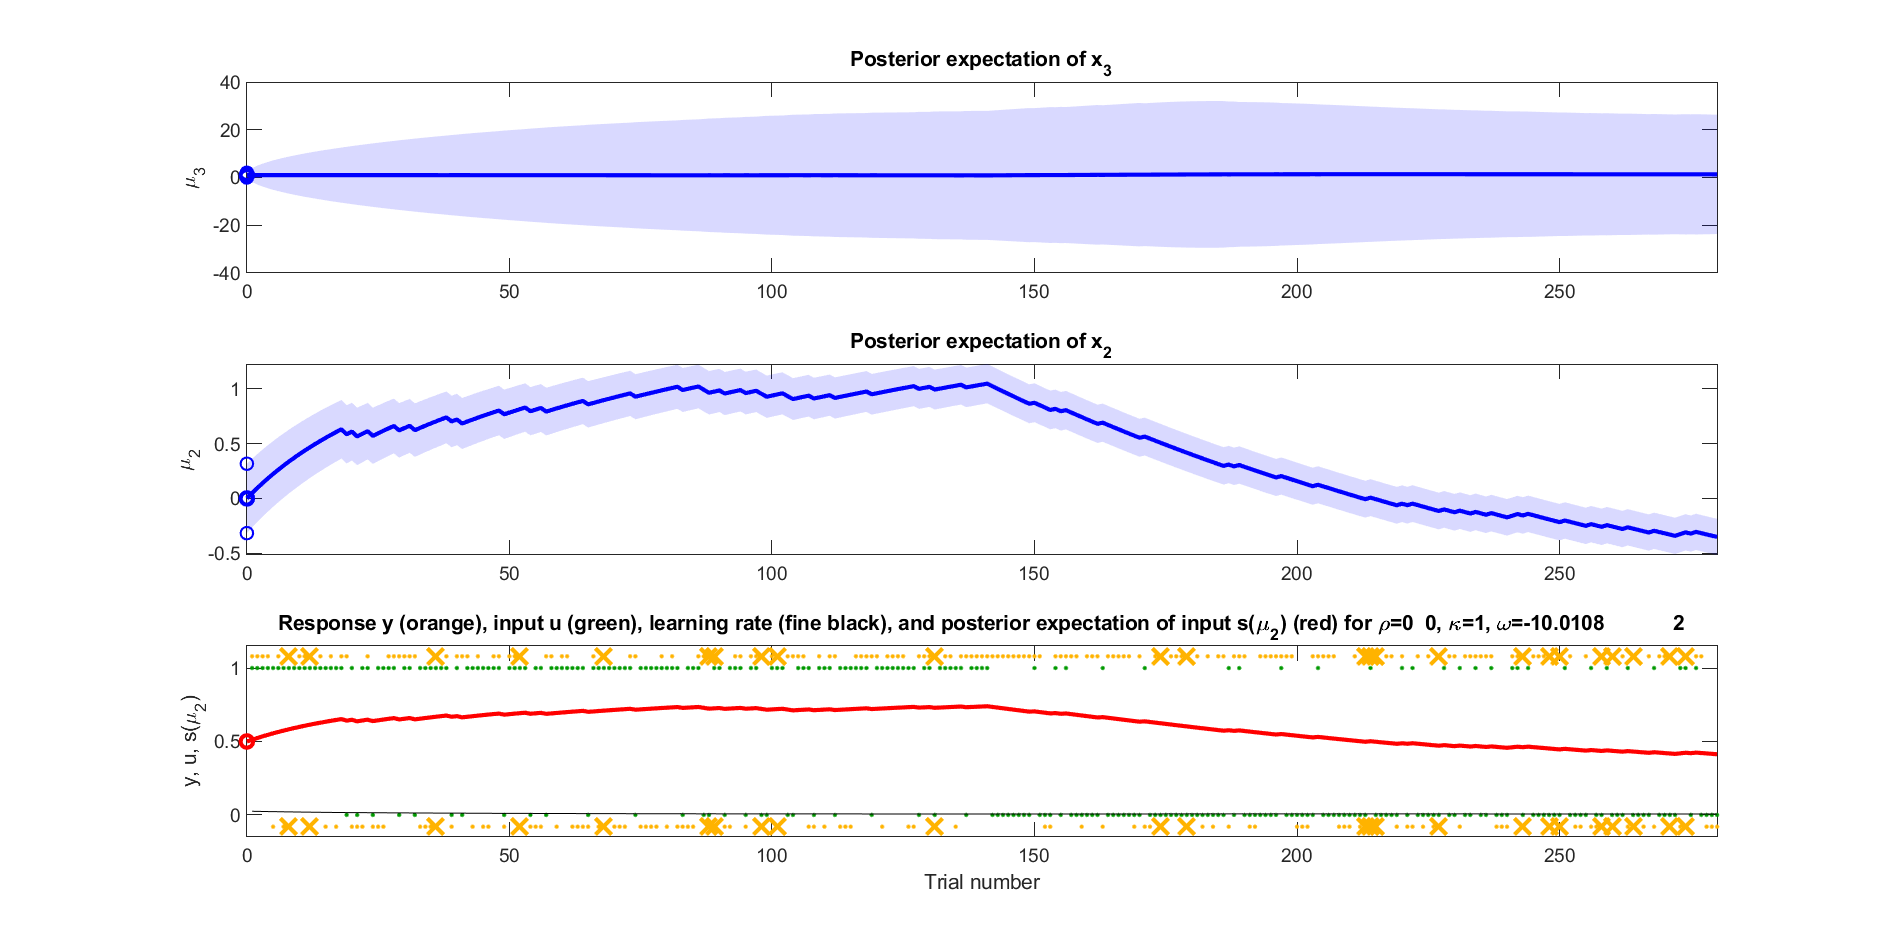 Posterior expectation of x₃
40
20
0
-20
-40
μ₃
0 50 100 150 200 250
Posterior expectation of x₂
1
0.5
0
-0.5
μ₂
0 50 100 150 200 250
Response y (orange), input u (green), learning rate (fine black), and posterior expectation of input s(μ₂) (red) for ρ=0 0, κ=1, ω=-10.0108 2
1
0.5
0
y, u, s(μ₂)
0 50 100 150 200 250
Trial number